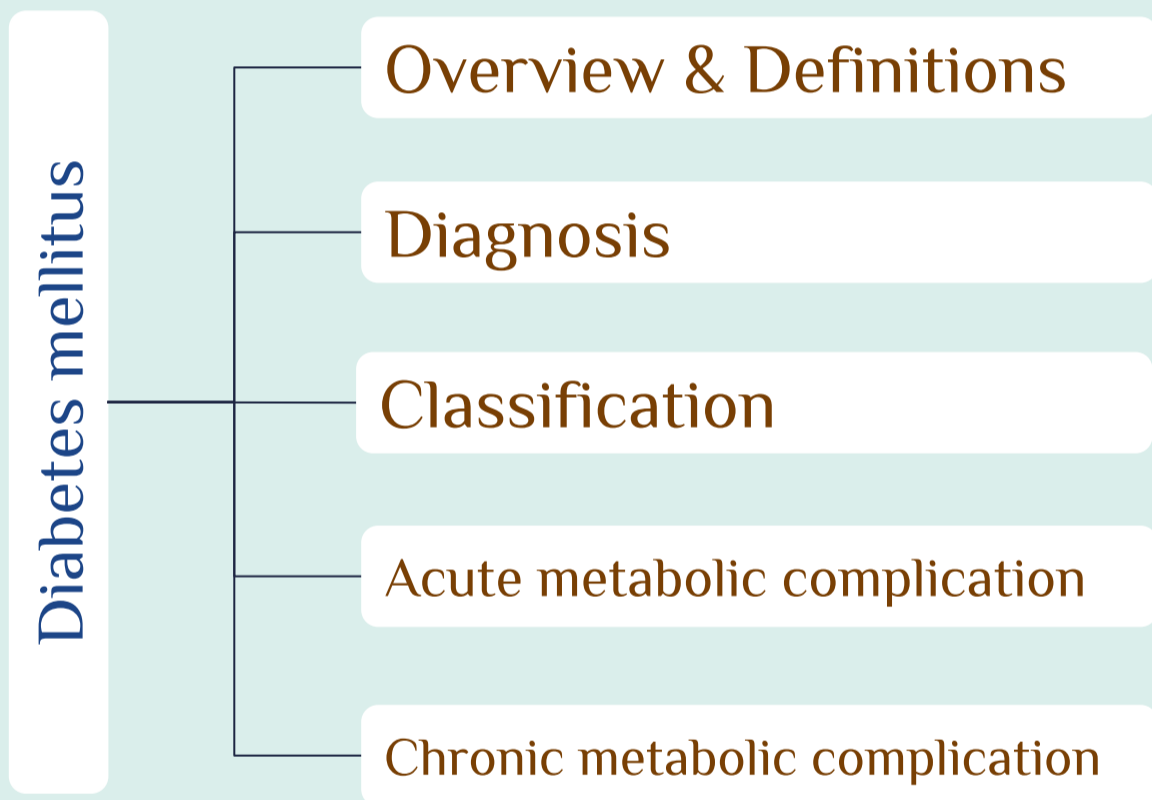 Diabetes mellitus
Overview & Definitions
Diagnosis
Classification
Acute metabolic complication
Chronic metabolic complication